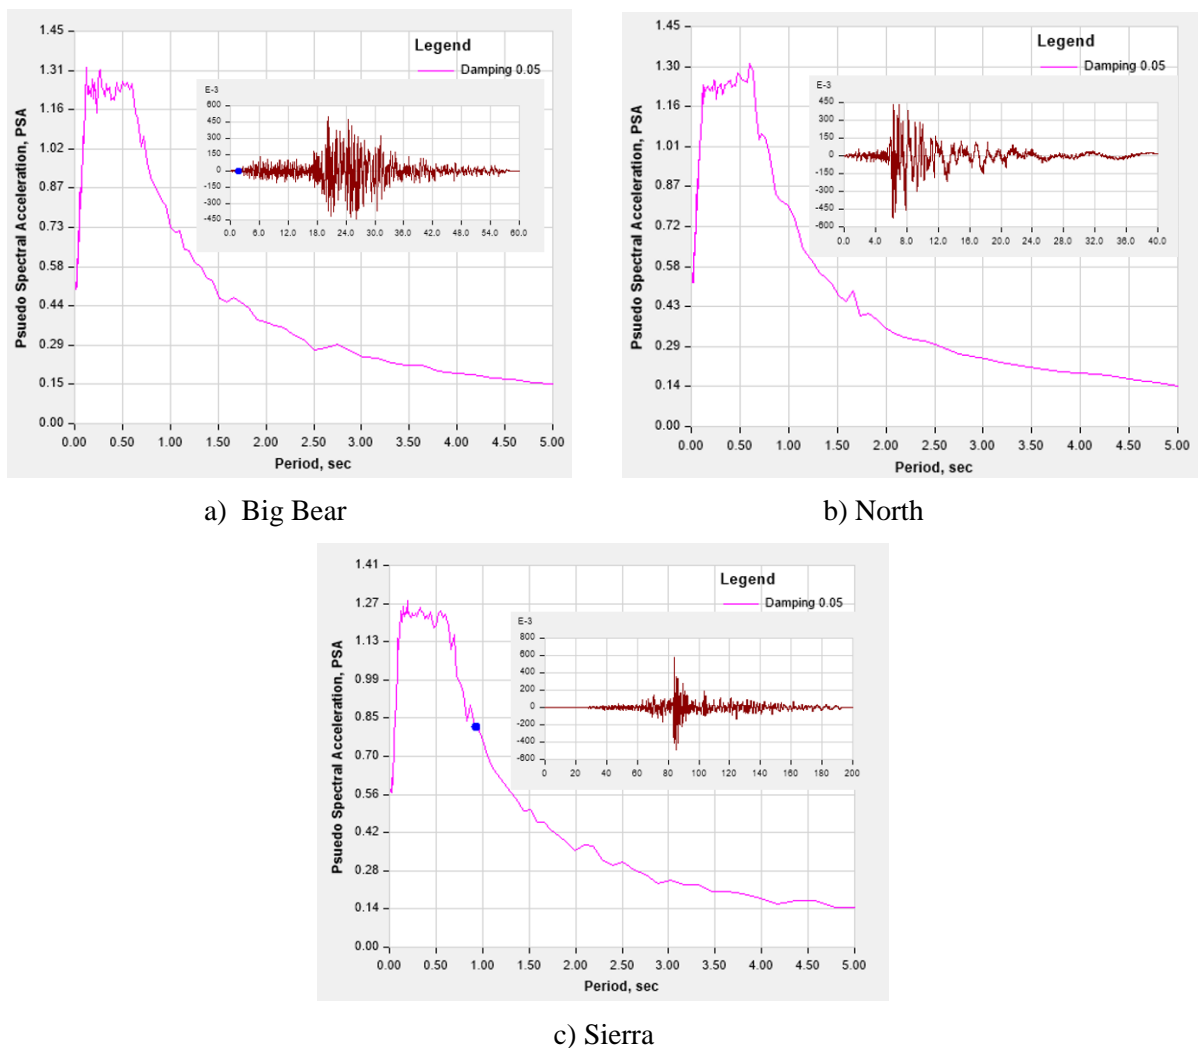 1.45
1.31
1.16
1.02
0.87
0.73
0.58
0.44
0.29
0.15
0.00
Psuedo Spectral Acceleration, PSA
Legend
Damping 0.05
E-3
600
450
300
150
0
-150
-300
-450
0.0 6.0 12.0 18.0 24.0 30.0 36.0 42.0 48.0 54.0 60.0
0.00 0.50 1.00 1.50 2.00 2.50 3.00 3.50 4.00 4.50 5.00
Period, sec
a) Big Bear
1.45
1.30
1.16
1.01
0.87
0.72
0.58
0.43
0.29
0.14
0.00
Psuedo Spectral Acceleration, PSA
Legend
Damping 0.05
E-3
450
300
150
0
-150
-300
-450
-600
0.0 4.0 8.0 12.0 16.0 20.0 24.0 28.0 32.0 36.0 40.0
0.00 0.50 1.00 1.50 2.00 2.50 3.00 3.50 4.00 4.50 5.00
Period, sec
b) North
1.41
1.27
1.13
0.99
0.85
0.70
0.56
0.42
0.28
0.14
0.00
Psuedo Spectral Acceleration, PSA
Legend
Damping 0.05
E-3
800
600
400
200
0
-200
-400
-600
0 20 40 60 80 100 120 140 160 180 200
0.00 0.50 1.00 1.50 2.00 2.50 3.00 3.50 4.00 4.50 5.00
Period, sec
c) Sierra